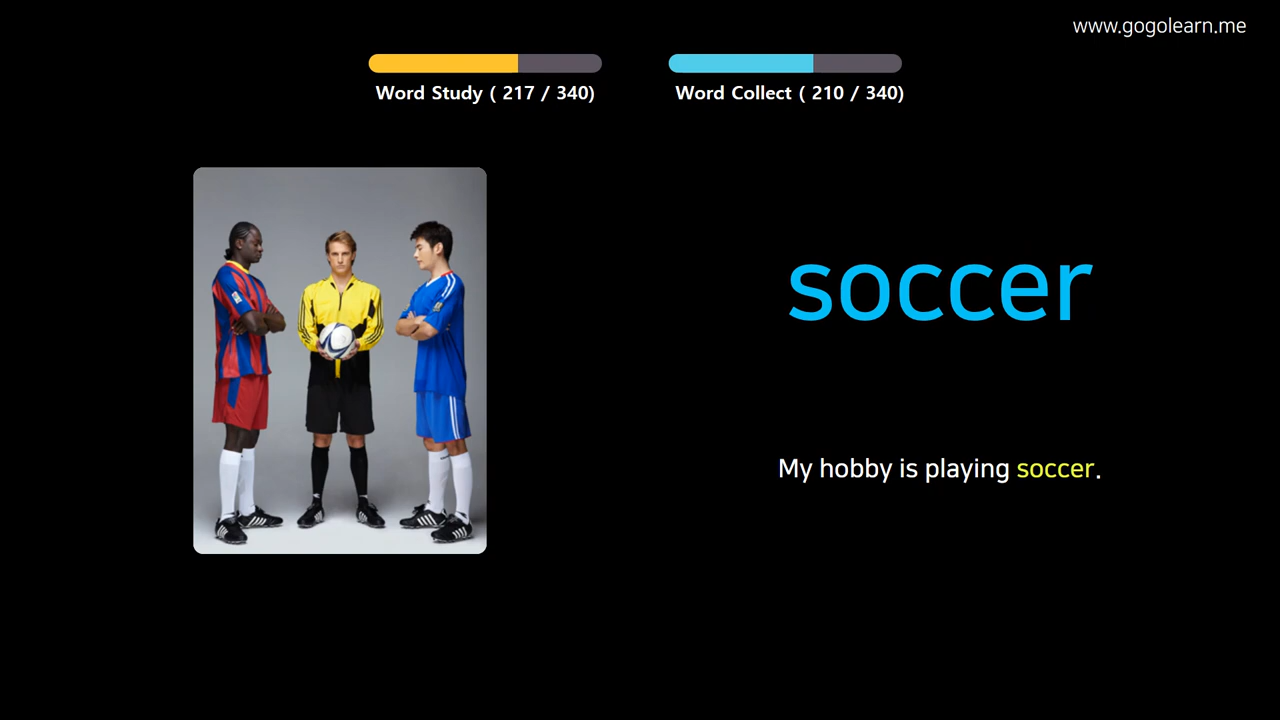 www.gogolearn.me
Word Study ( 217 / 340)
Word Collect ( 210 / 340)
soccer
My hobby is playing soccer.